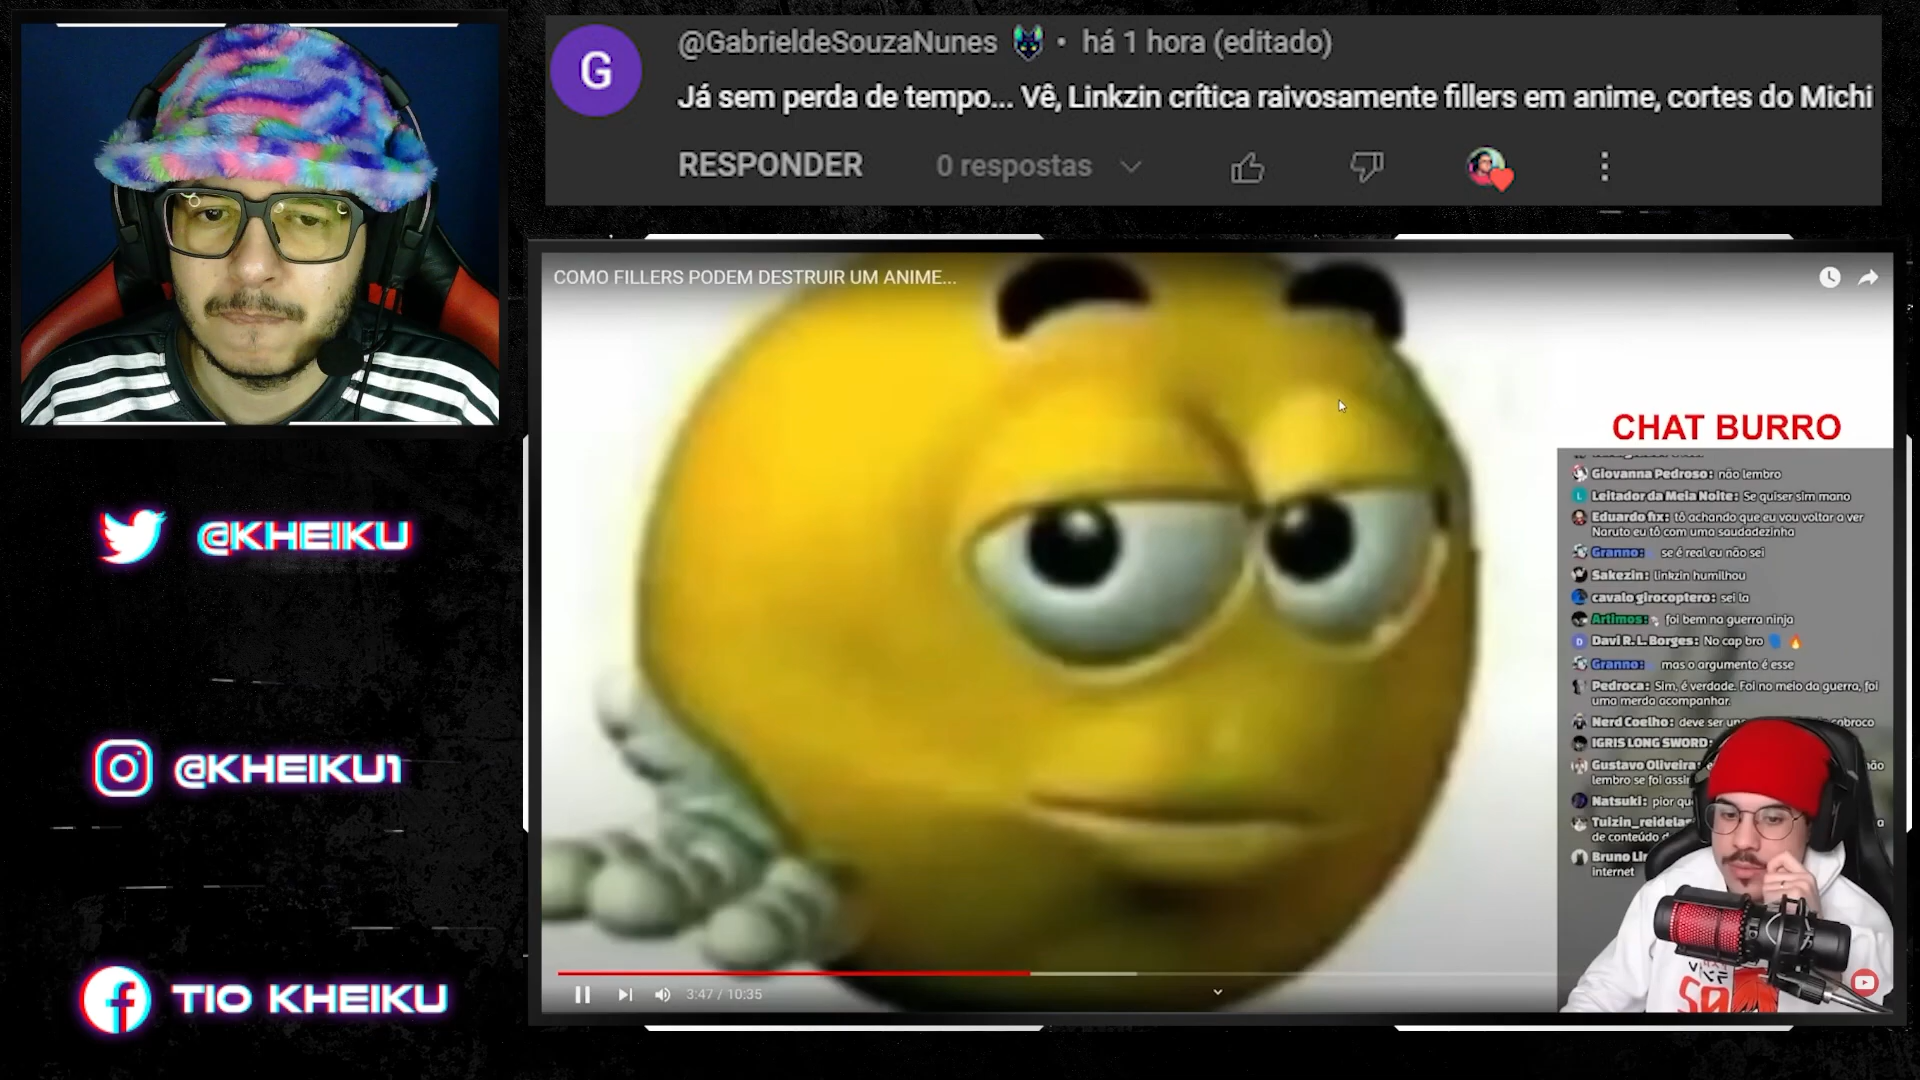 G
@GabrieldeSouzaNunes • há 1 hora (editado)
Já sem perda de tempo... Vê, Linkzin crítica raivosamente fillers em anime, cortes do Michi
RESPONDER 0 respostas
COMO FILLERS PODEM DESTRUIR UM ANIME...
CHAT BURRO
Giovanna Pedroso: não lembro
L Leitador da Meia Noite: Se quiser sim mano
Eduardo fix: tô achando que eu vou voltar a ver
Naruto eu tô com uma saudadezinha
Granno: se é real eu não sei
Sakezin: linkzin humilhou
cavalo girocoptero: sei la
Artimos: foi bem na guerra ninja
D Davi R. L. Borges: No cap bro
Granno: mas o argumento é esse
Pedroca: Sim, é verdade. Foi no meio da guerra, foi
uma merda acompanhar.
Nerd Coelho: deve ser
IGRIS LONG SWORD:
Gustavo Oliveira:
lembro se foi
Natsuki: pior
de conteúdo
Bruno
internet
3:47 / 10:35
@KHEIKU
@KHEIKU1
TIO KHEIKU